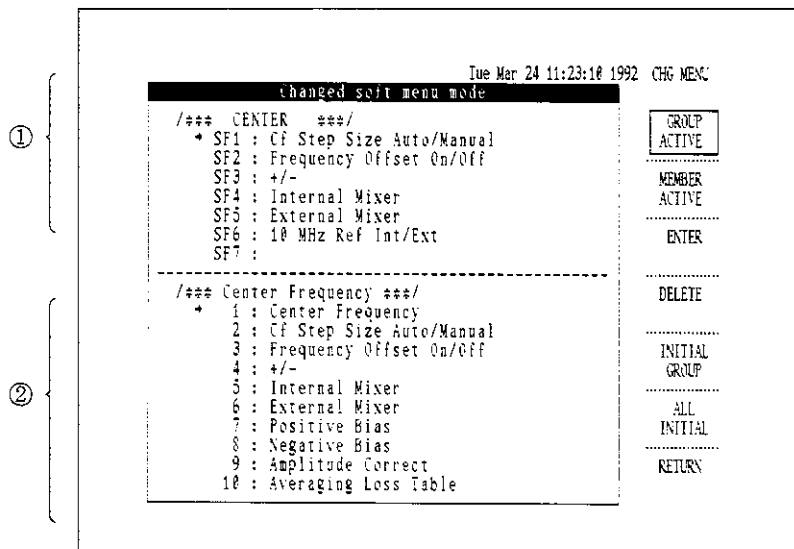 Tue Mar 24 11:23:10 1992 CHG MENU
Changed soft menu mode
①
/*** CENTER ***/
➔ SF1 : Cf Step Size Auto/Manual
SF2 : Frequency Offset On/Off
SF3 : +/-
SF4 : Internal Mixer
SF5 : External Mixer
SF6 : 10 MHz Ref Int/Ext
SF7 :
②
/*** Center Frequency ***/
➔ 1 : Center Frequency
2 : Cf Step Size Auto/Manual
3 : Frequency Offset On/Off
4 : +/-
5 : Internal Mixer
6 : External Mixer
7 : Positive Bias
8 : Negative Bias
9 : Amplitude Correct
10 : Averaging Loss Table
GROUP
ACTIVE
MEMBER
ACTIVE
ENTER
DELETE
INITIAL
GROUP
ALL
INITIAL
RETURN